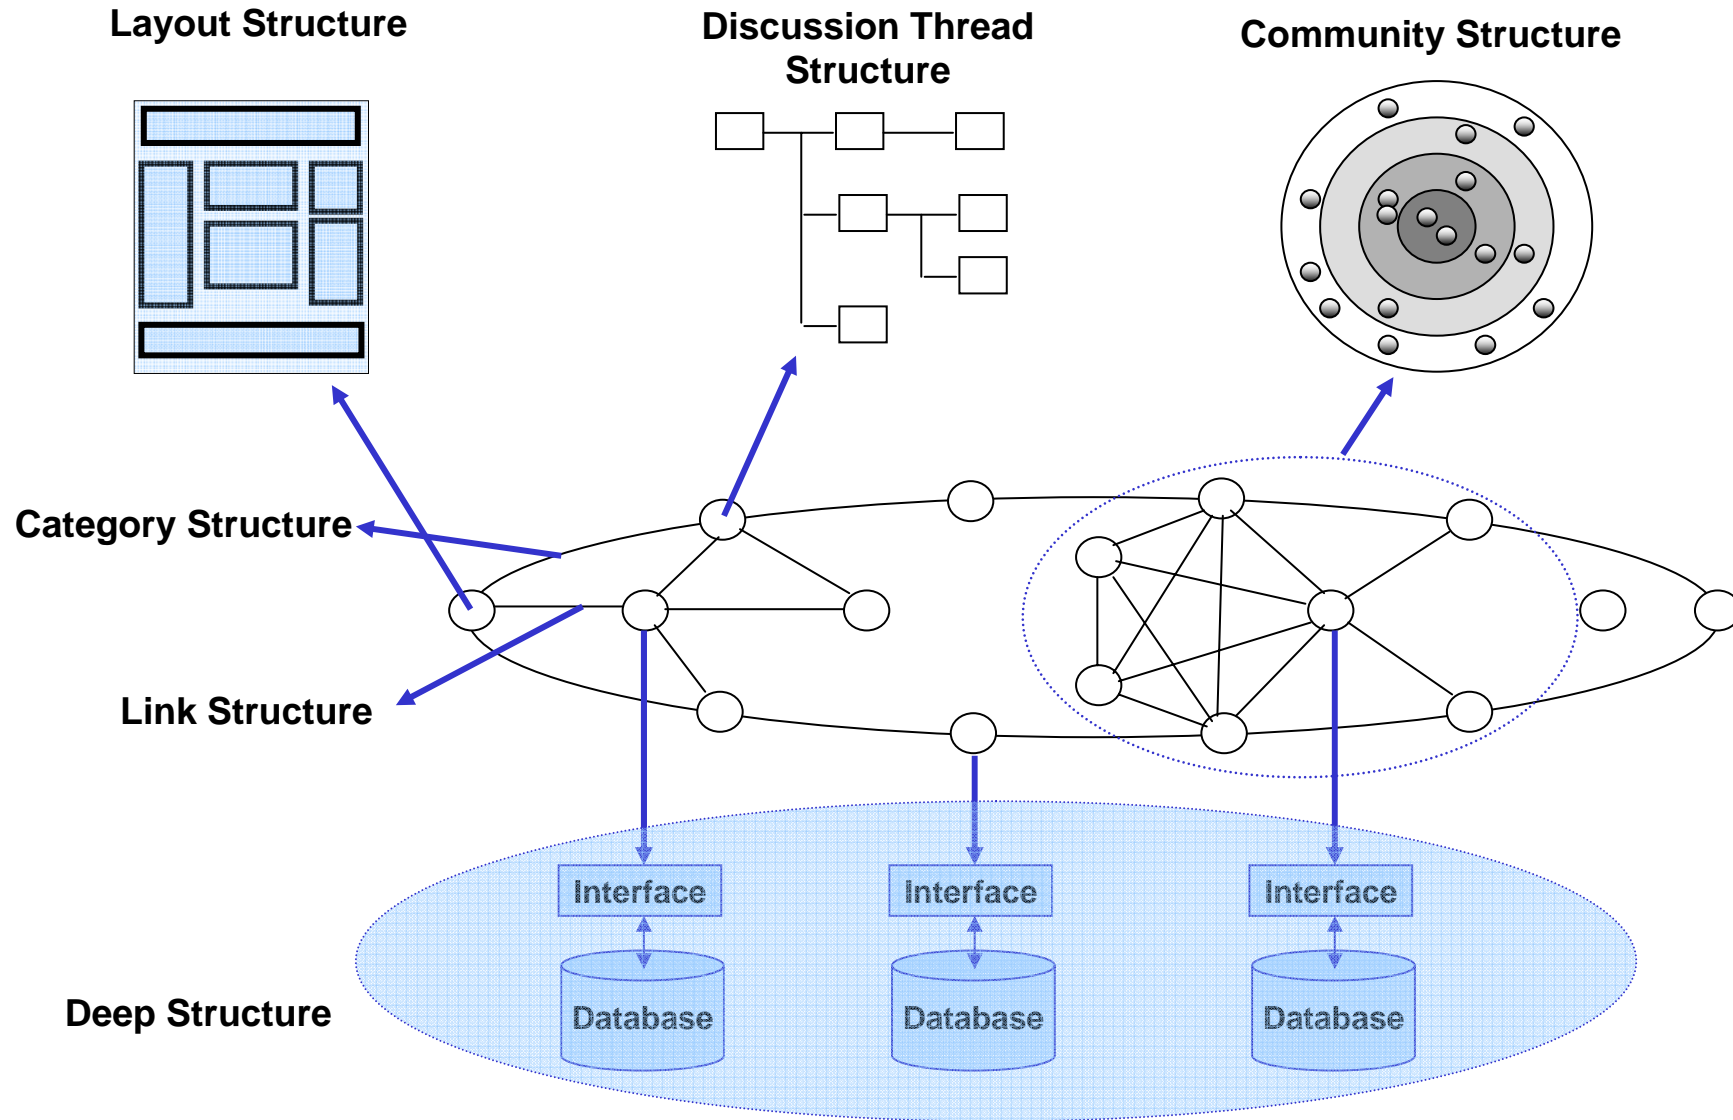 Layout Structure
Discussion Thread
Structure
Community Structure
Category Structure
Link Structure
Interface
Interface
Interface
Deep Structure
Database
Database
Database